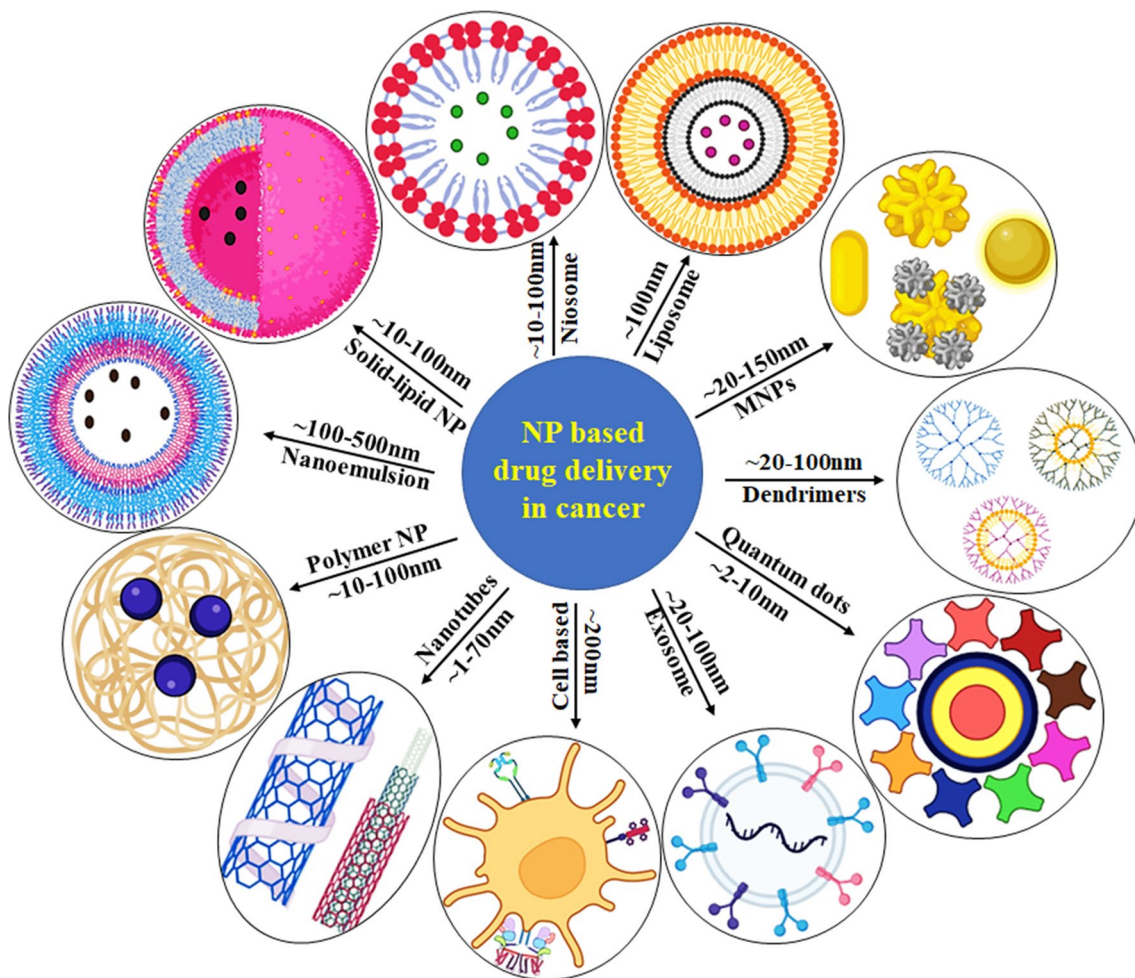 NP based
drug delivery
in cancer
~10-100nm
Niosome
~100nm
Liposome
~20-150nm
MNPs
~20-100nm
Dendrimers
Quantum dots
~2-10nm
~20-100nm
Exosome
~200nm
Cell based
Nanotubes
~1-70nm
Polymer NP
~10-100nm
~100-500nm
Nanoemulsion
~10-100nm
Solid-lipid NP